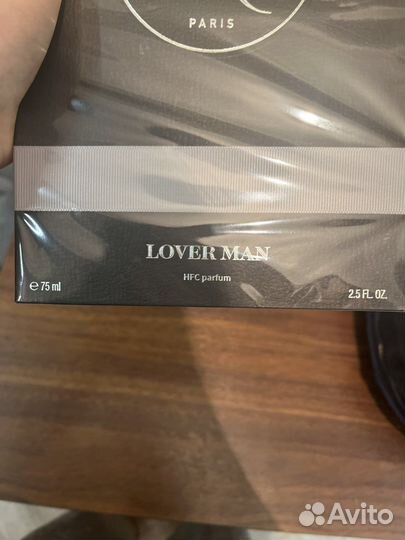 PARIS
LOVER MAN
HFC parfum
℮ 75 ml
2.5 FL. OZ.
Avito